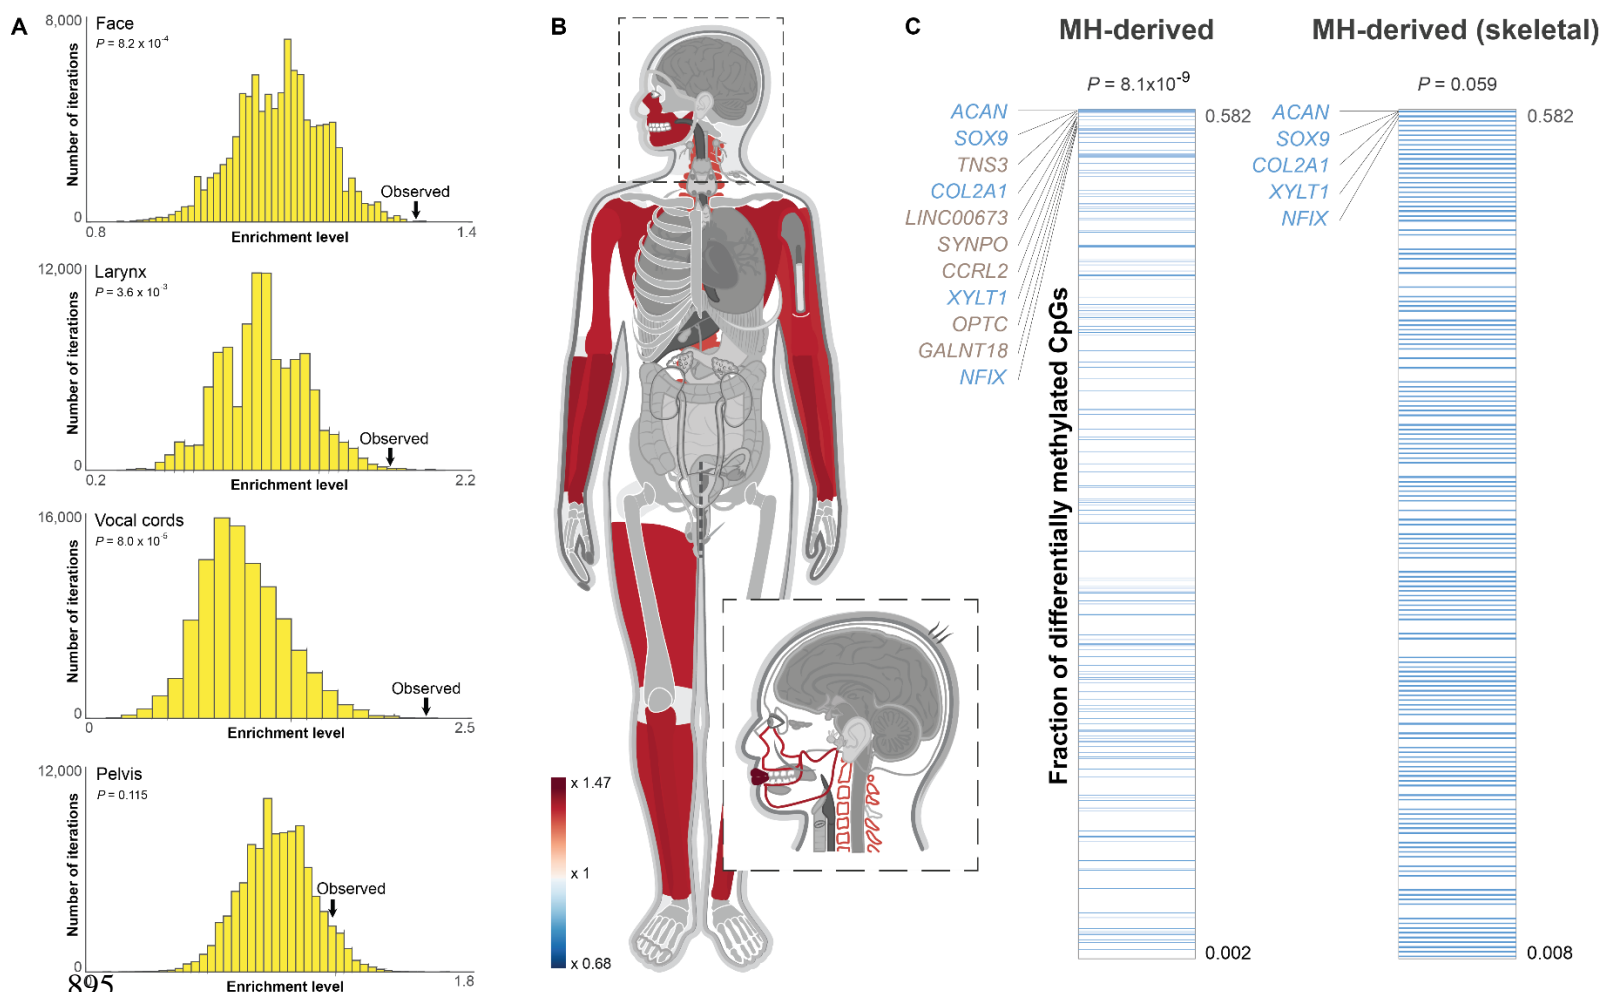 A
8,000
Face
P = 8.2 x 10-4
Number of iterations
Observed
0
0.8
Enrichment level
1.4
12,000
Larynx
P = 3.6 x 10 3
Number of iterations
Observed
0
0.2
Enrichment level
2.2
16,000
Vocal cords
P = 8.0 x 10-5
Number of iterations
Observed
0
0
Enrichment level
2.5
12,000
Pelvis
P = 0.115
Number of iterations
Observed
0
895
Enrichment level
1.8
B
x 1.47
x 1
x 0.68
C
MH-derived
P = 8.1x10-9
ACAN
SOX9
TNS3
COL2A1
LINC00673
SYNPO
CCRL2
XYLT1
OPTC
GALNT18
NFIX
Fraction of differentially methylated CpGs
0.582
0.002
MH-derived (skeletal)
P = 0.059
ACAN
SOX9
COL2A1
XYLT1
NFIX
0.582
0.008